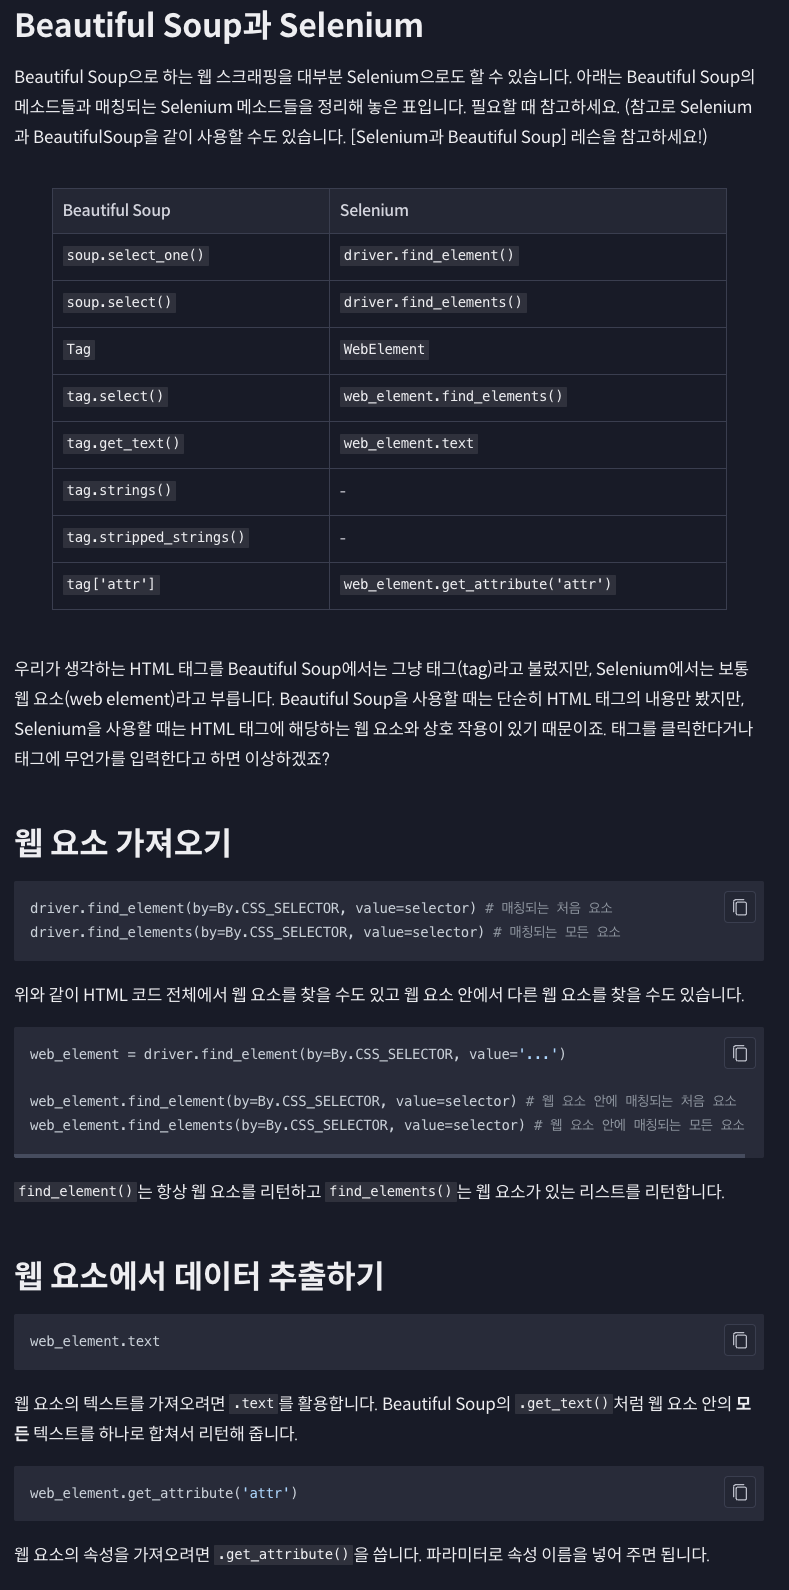 Beautiful Soup과 Selenium
Beautiful Soup으로 하는 웹 스크래핑을 대부분 Selenium으로도 할 수 있습니다. 아래는 Beautiful Soup의
메소드들과 매칭되는 Selenium 메소드들을 정리해 놓은 표입니다. 필요할 때 참고하세요. (참고로 Selenium
과 BeautifulSoup을 같이 사용할 수도 있습니다. [Selenium과 Beautiful Soup] 레슨을 참고하세요!)
Beautiful Soup Selenium
soup.select_one() driver.find_element()
soup.select() driver.find_elements()
Tag WebElement
tag.select() web_element.find_elements()
tag.get_text() web_element.text
tag.strings() -
tag.stripped_strings() -
tag['attr'] web_element.get_attribute('attr')
우리가 생각하는 HTML 태그를 Beautiful Soup에서는 그냥 태그(tag)라고 불렀지만, Selenium에서는 보통
웹 요소(web element)라고 부릅니다. Beautiful Soup을 사용할 때는 단순히 HTML 태그의 내용만 봤지만,
Selenium을 사용할 때는 HTML 태그에 해당하는 웹 요소와 상호 작용이 있기 때문이죠. 태그를 클릭한다거나
태그에 무언가를 입력한다고 하면 이상하겠죠?
웹 요소 가져오기
driver.find_element(by=By.CSS_SELECTOR, value=selector) # 매칭되는 처음 요소
driver.find_elements(by=By.CSS_SELECTOR, value=selector) # 매칭되는 모든 요소
위와 같이 HTML 코드 전체에서 웹 요소를 찾을 수도 있고 웹 요소 안에서 다른 웹 요소를 찾을 수도 있습니다.
web_element = driver.find_element(by=By.CSS_SELECTOR, value='...')
web_element.find_element(by=By.CSS_SELECTOR, value=selector) # 웹 요소 안에 매칭되는 처음 요소
web_element.find_elements(by=By.CSS_SELECTOR, value=selector) # 웹 요소 안에 매칭되는 모든 요소
find_element()는 항상 웹 요소를 리턴하고 find_elements()는 웹 요소가 있는 리스트를 리턴합니다.
웹 요소에서 데이터 추출하기
web_element.text
웹 요소의 텍스트를 가져오려면 .text를 활용합니다. Beautiful Soup의 .get_text()처럼 웹 요소 안의 모
든 텍스트를 하나로 합쳐서 리턴해 줍니다.
web_element.get_attribute('attr')
웹 요소의 속성을 가져오려면 .get_attribute()을 씁니다. 파라미터로 속성 이름을 넣어 주면 됩니다.